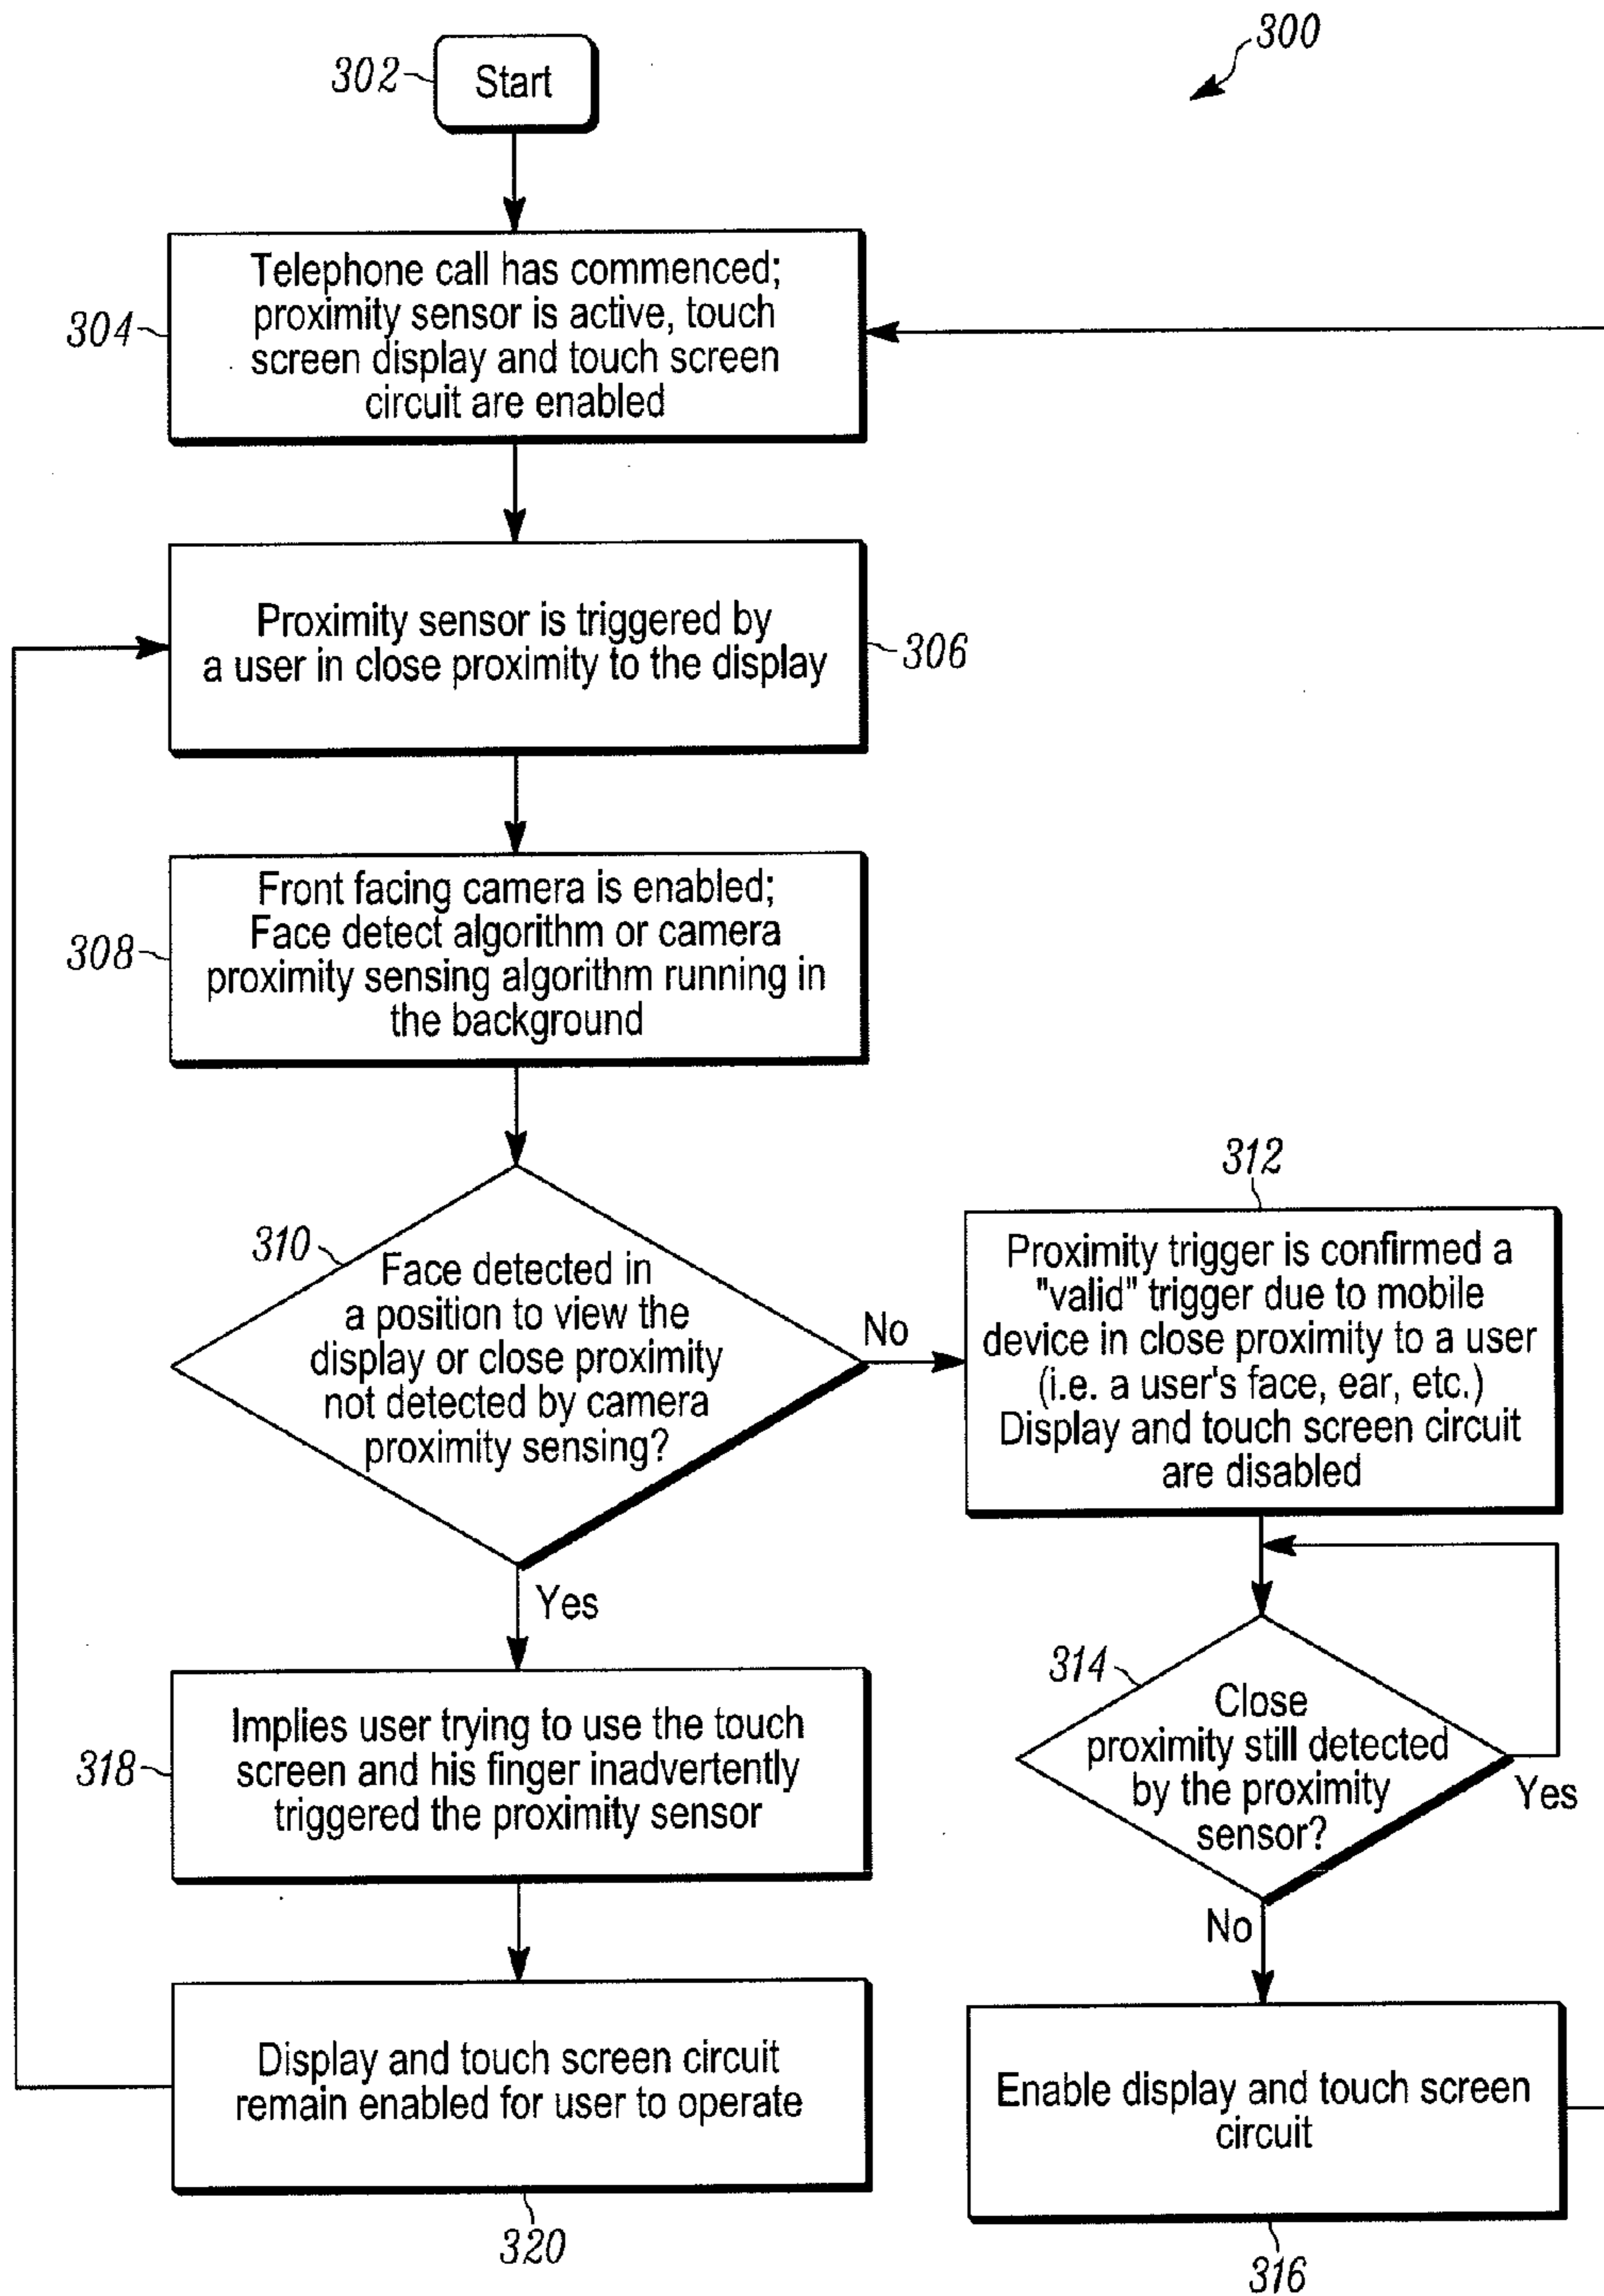 300
302
Start
304
Telephone call has commenced;
proximity sensor is active, touch
screen display and touch screen
circuit are enabled
Proximity sensor is triggered by
a user in close proximity to the display
306
308
Front facing camera is enabled;
Face detect algorithm or camera
proximity sensing algorithm running in
the background
310
Face detected in
a position to view the
display or close proximity
not detected by camera
proximity sensing?
No
Yes
312
Proximity trigger is confirmed a
"valid" trigger due to mobile
device in close proximity to a user
(i.e. a user's face, ear, etc.)
Display and touch screen circuit
are disabled
314
Close
proximity still detected
by the proximity
sensor?
Yes
No
318
Implies user trying to use the touch
screen and his finger inadvertently
triggered the proximity sensor
Display and touch screen circuit
remain enabled for user to operate
320
Enable display and touch screen
circuit
316